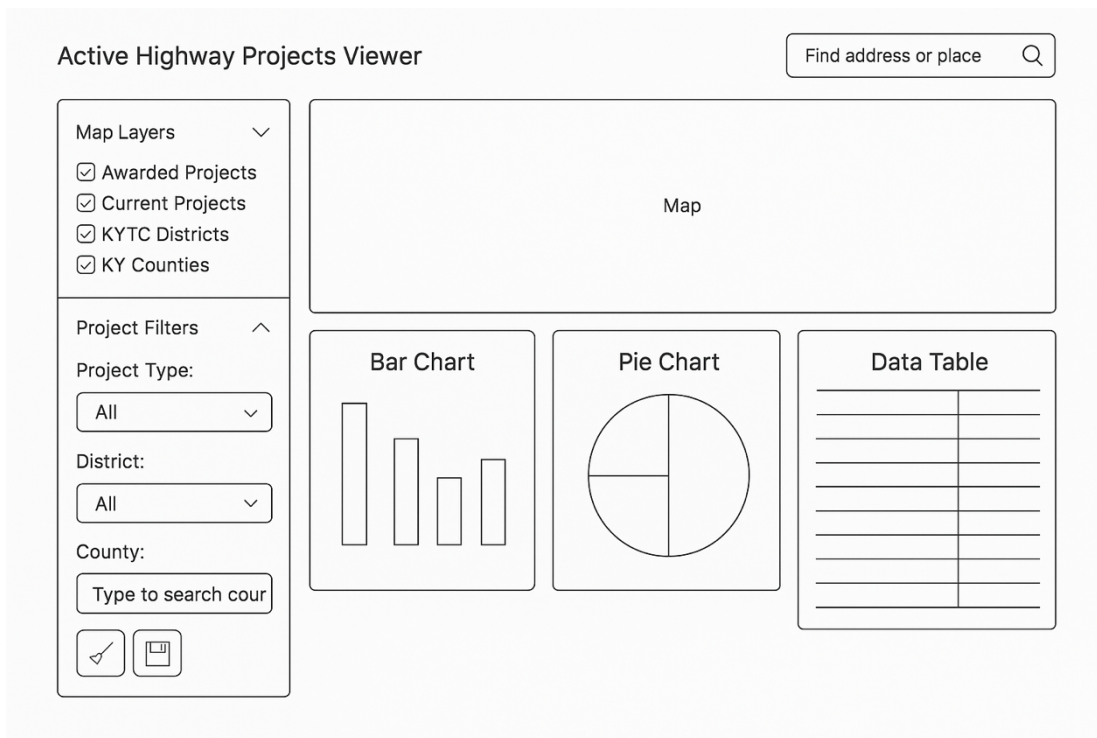 Active Highway Projects Viewer
Find address or place
Map Layers
Awarded Projects
Current Projects
KYTC Districts
KY Counties
Project Filters
Project Type:
All
District:
All
County:
Type to search cour
Map
Bar Chart
Pie Chart
Data Table